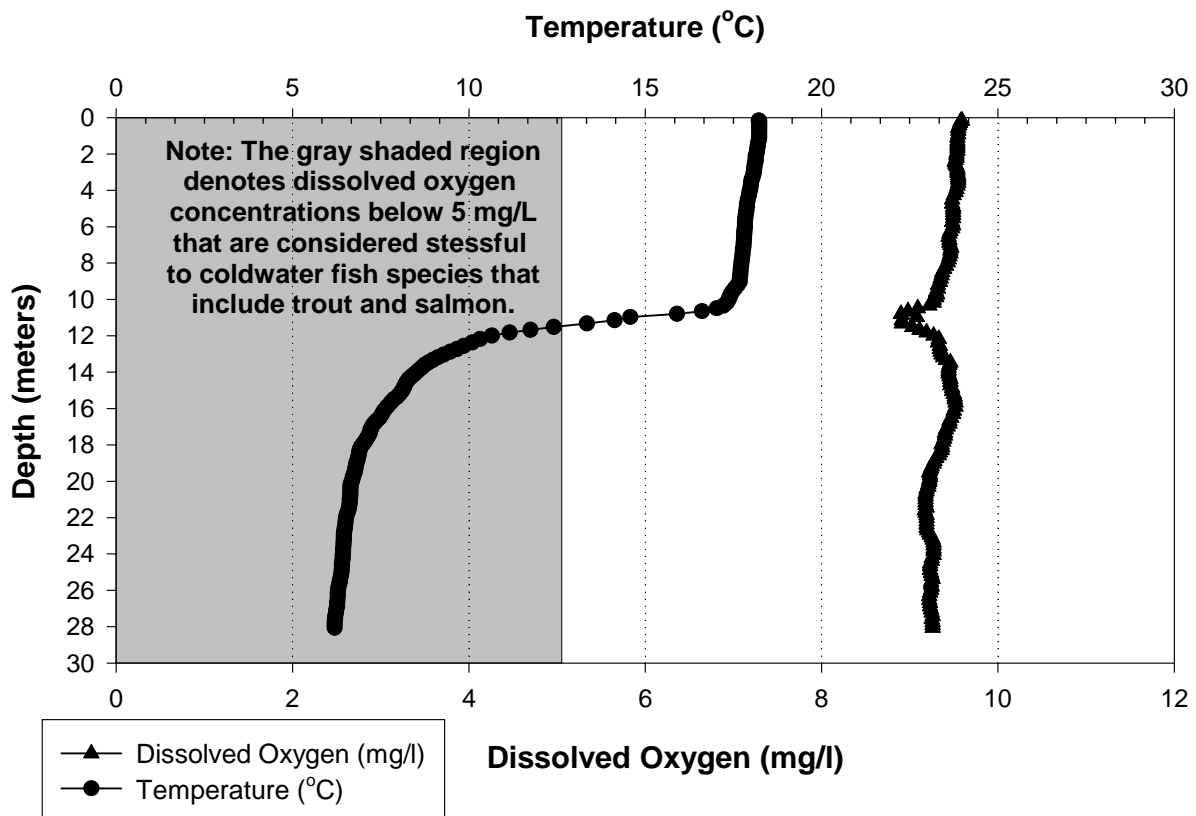 Temperature (°C)
0 5 10 15 20 25 30
Note: The gray shaded region
denotes dissolved oxygen
concentrations below 5 mg/L
that are considered stessful
to coldwater fish species that
include trout and salmon.
Depth (meters)
0
2
4
6
8
10
12
14
16
18
20
22
24
26
28
30
0 2 4 6 8 10 12
Dissolved Oxygen (mg/l)
Dissolved Oxygen (mg/l)
Temperature (°C)